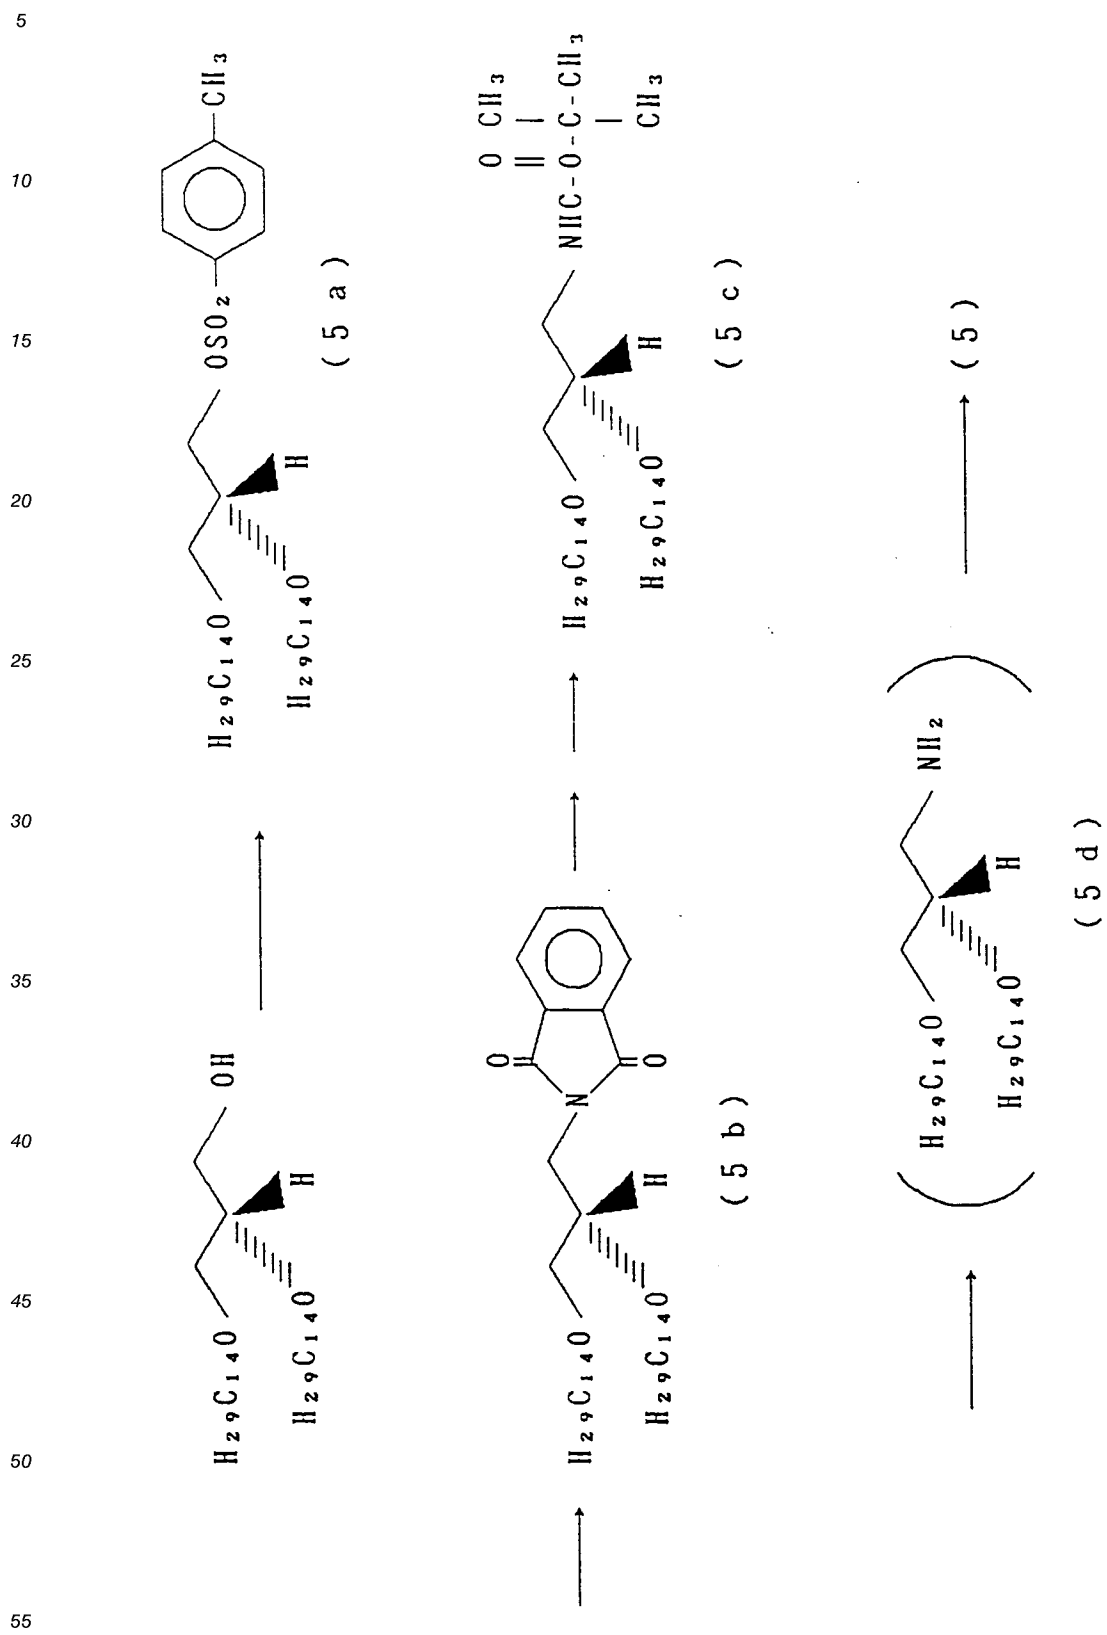 5
10
15
20
25
30
35
40
45
50
55
H₂₉C₁₄O
OH
H₂₉C₁₄O
H
H₂₉C₁₄O
OSO₂
CH₃
H₂₉C₁₄O
H
(5a)
H₂₉C₁₄O
N
O
O
H₂₉C₁₄O
H
(5b)
O CH₃
H₂₉C₁₄O
NHC-O-C-CH₃
CH₃
H₂₉C₁₄O
H
(5c)
H₂₉C₁₄O
NH₂
H₂₉C₁₄O
H
(5d)
(5)